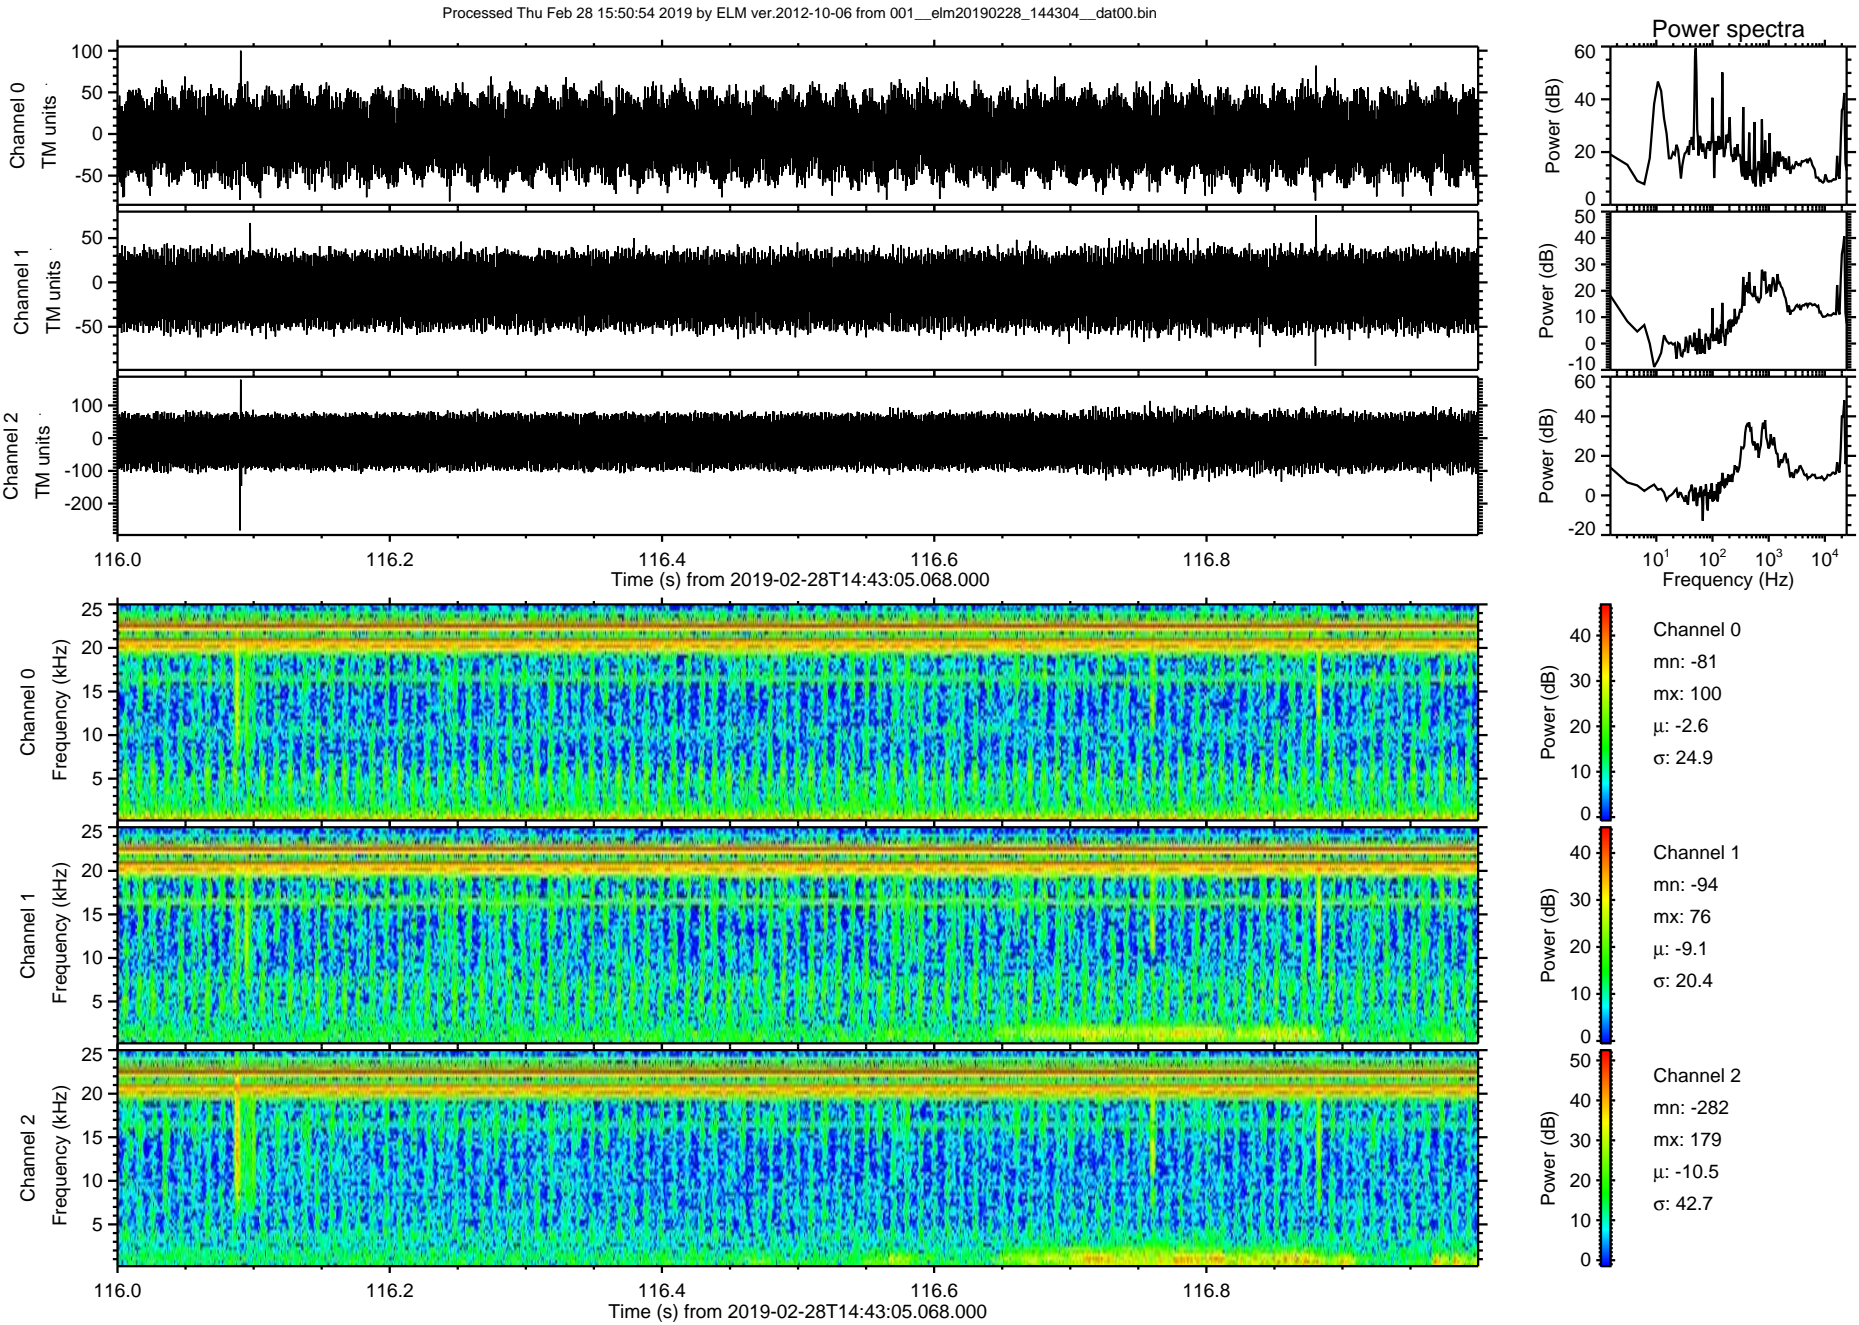 Processed Thu Feb 28 15:50:54 2019 by ELM ver.2012-10-06 from 001__elm20190228_144304__dat00.bin
Power spectra
Channel 0
TM units
100
50
0
-50
Power (dB)
60
40
20
0
Channel 1
TM units
50
0
-50
Power (dB)
50
40
30
20
10
0
-10
Channel 2
TM units
100
0
-100
-200
Power (dB)
60
40
20
0
-20
116.0 116.2 116.4 116.6 116.8
Time (s) from 2019-02-28T14:43:05.068.000
10¹ 10² 10³ 10⁴
Frequency (Hz)
Channel 0
Frequency (kHz)
25
20
15
10
5
Power (dB)
40
30
20
10
0
Channel 0
mn: -81
mx: 100
μ: -2.6
σ: 24.9
Channel 1
Frequency (kHz)
25
20
15
10
5
Power (dB)
40
30
20
10
0
Channel 1
mn: -94
mx: 76
μ: -9.1
σ: 20.4
Channel 2
Frequency (kHz)
25
20
15
10
5
Power (dB)
50
40
30
20
10
0
Channel 2
mn: -282
mx: 179
μ: -10.5
σ: 42.7
116.0 116.2 116.4 116.6 116.8
Time (s) from 2019-02-28T14:43:05.068.000